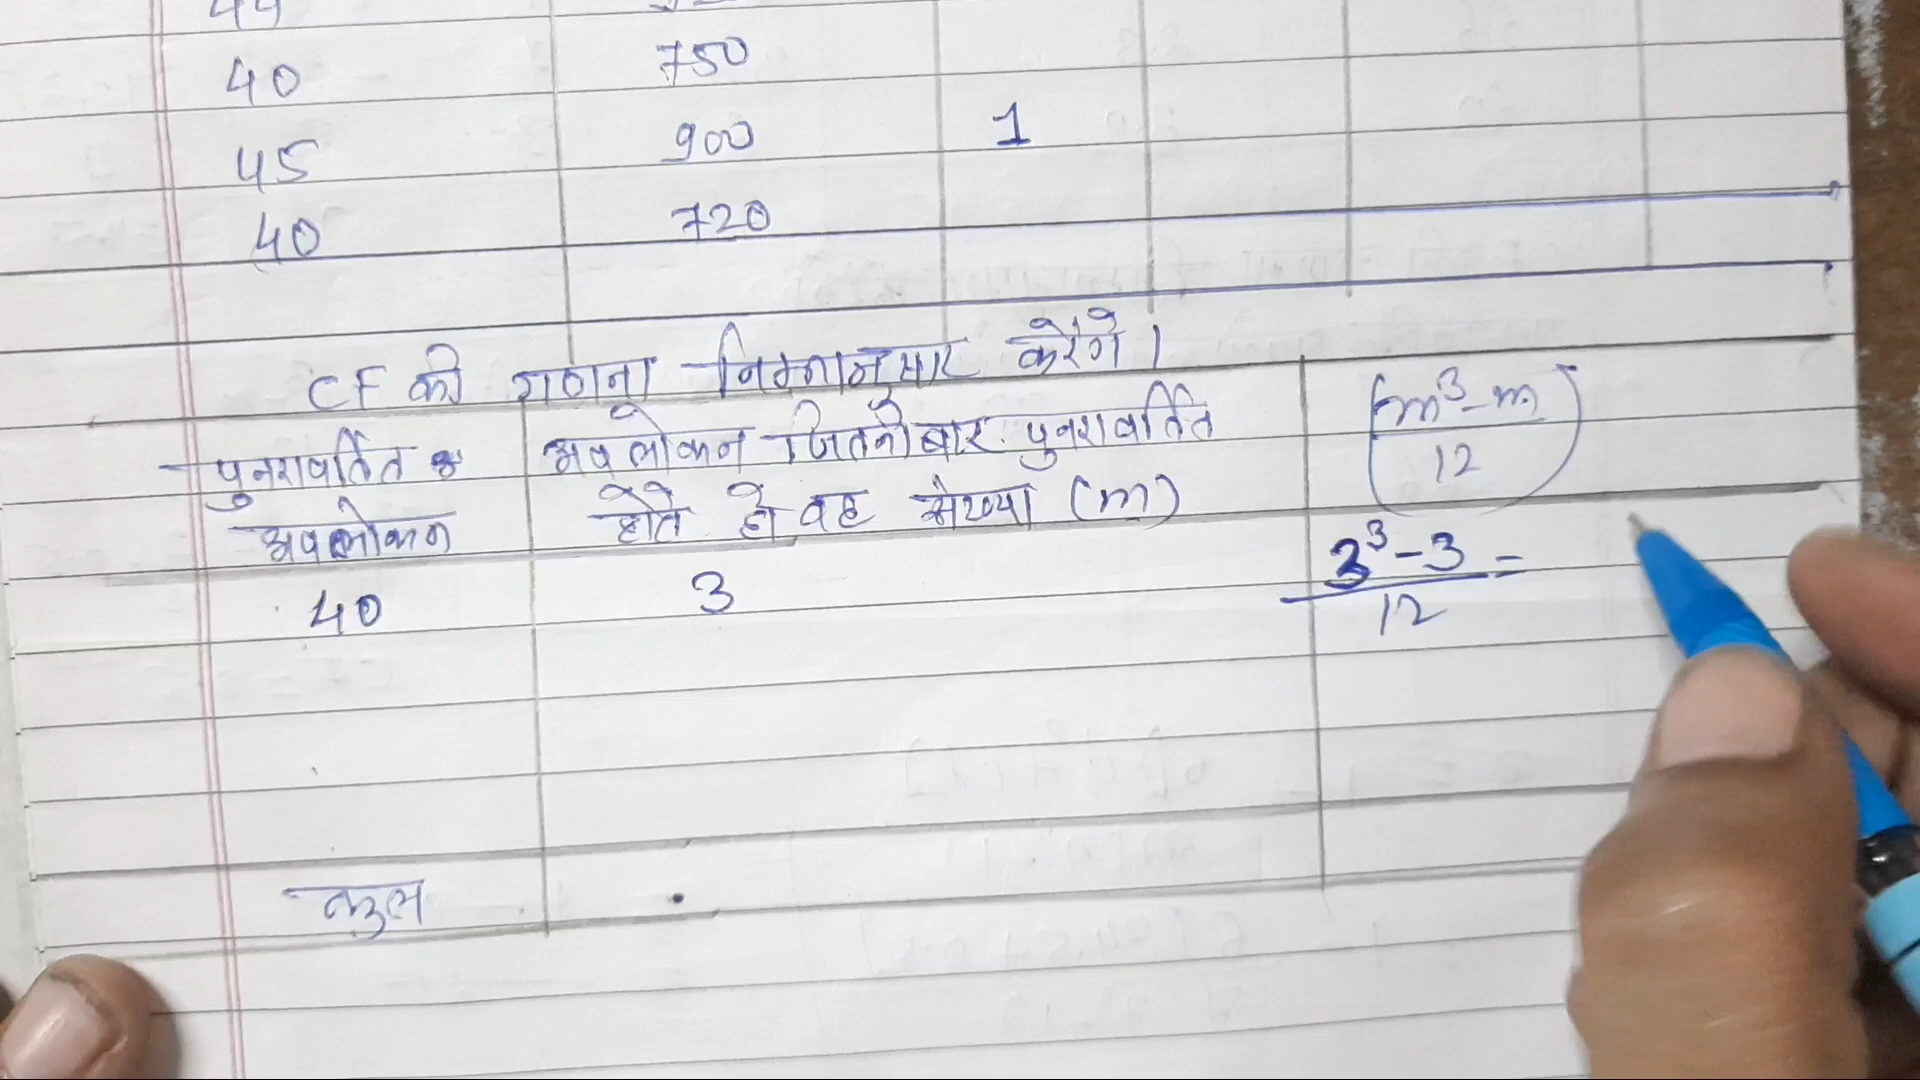 40 750
45 900 1
40 720
CF की गणना निम्नानुसार करेंगे।
पुनरावर्तित अवलोकन जितनी बार पुनरावर्तित (m³-m
अवलोकन होते हो वह संख्या (m) 12)
40 3 3³-3 =
12
कुल